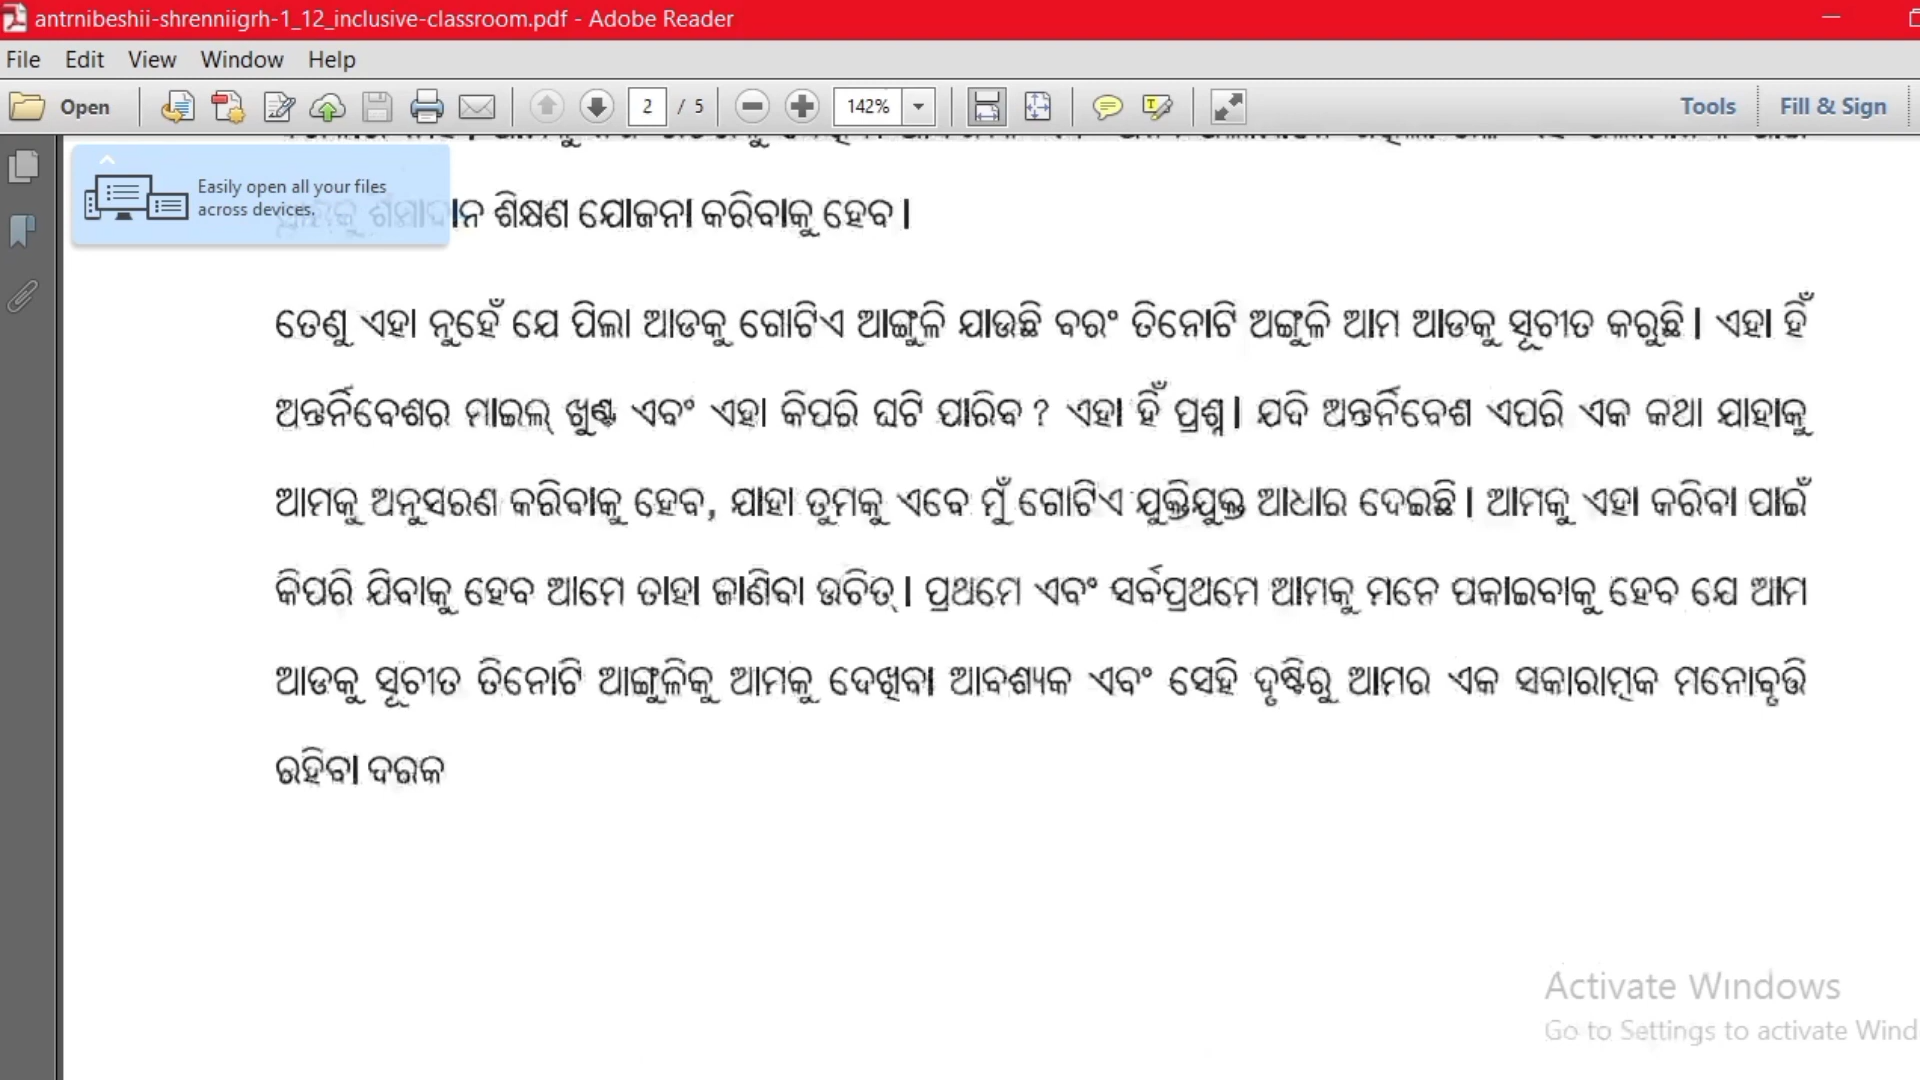 antrnibeshii-shrenniigrh-1_12_inclusive-classroom.pdf - Adobe Reader
File Edit View Window Help
Open 2 / 5 142% Tools Fill & Sign
Easily open all your files
across devices.
ଶିକ୍ଷଣ ଯୋଜନା କରିବାକୁ ହେବ |
ତେଣୁ ଏହା ନୁହେଁ ଯେ ପିଲା ଆଡକୁ ଗୋଟିଏ ଆଙ୍ଗୁଳି ଯାଉଛି ବରଂ ତିନୋଟି ଅଙ୍ଗୁଳି ଆମ ଆଡକୁ ସୂଚୀତ କରୁଛି | ଏହା ହିଁ
ଅନ୍ତର୍ନିବେଶର ମାଇଲ୍ ଖୁଣ୍ଟ ଏବଂ ଏହା କିପରି ଘଟି ପାରିବ ? ଏହା ହିଁ ପ୍ରଶ୍ନ | ଯଦି ଅନ୍ତର୍ନିବେଶ ଏପରି ଏକ କଥା ଯାହାକୁ
ଆମକୁ ଅନୁସରଣ କରିବାକୁ ହେବ, ଯାହା ତୁମକୁ ଏବେ ମୁଁ ଗୋଟିଏ ଯୁକ୍ତିଯୁକ୍ତ ଆଧାର ଦେଇଛି | ଆମକୁ ଏହା କରିବା ପାଇଁ
କିପରି ଯିବାକୁ ହେବ ଆମେ ତାହା ଜାଣିବା ଉଚିତ୍ | ପ୍ରଥମେ ଏବଂ ସର୍ବପ୍ରଥମେ ଆମକୁ ମନେ ପକାଇବାକୁ ହେବ ଯେ ଆମ
ଆଡକୁ ସୂଚୀତ ତିନୋଟି ଆଙ୍ଗୁଳିକୁ ଆମକୁ ଦେଖିବା ଆବଶ୍ୟକ ଏବଂ ସେହି ଦୃଷ୍ଟିରୁ ଆମର ଏକ ସକାରାତ୍ମକ ମନୋବୃତ୍ତି
ରହିବା ଦରକ
Activate Windows
Go to Settings to activate Wind